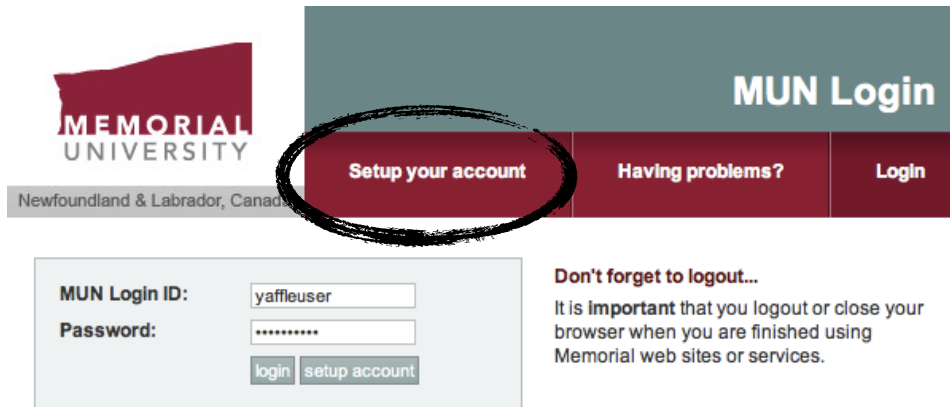 MEMORIAL
UNIVERSITY
Newfoundland & Labrador, Canada
MUN Login
Setup your account
Having problems?
Login
MUN Login ID:
yaffleuser
Password:
••••••••••
login
setup account
Don't forget to logout...
It is important that you logout or close your
browser when you are finished using
Memorial web sites or services.